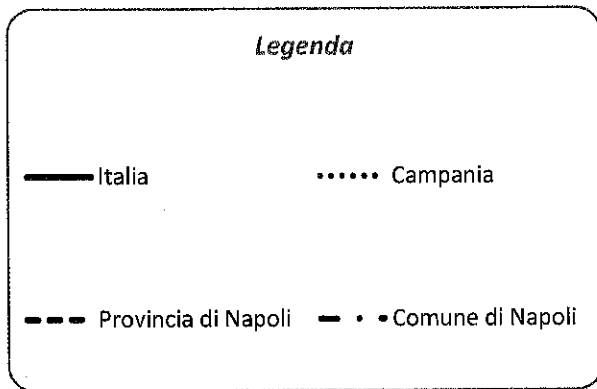 Legenda
Italia
Campania
Provincia di Napoli
Comune di Napoli